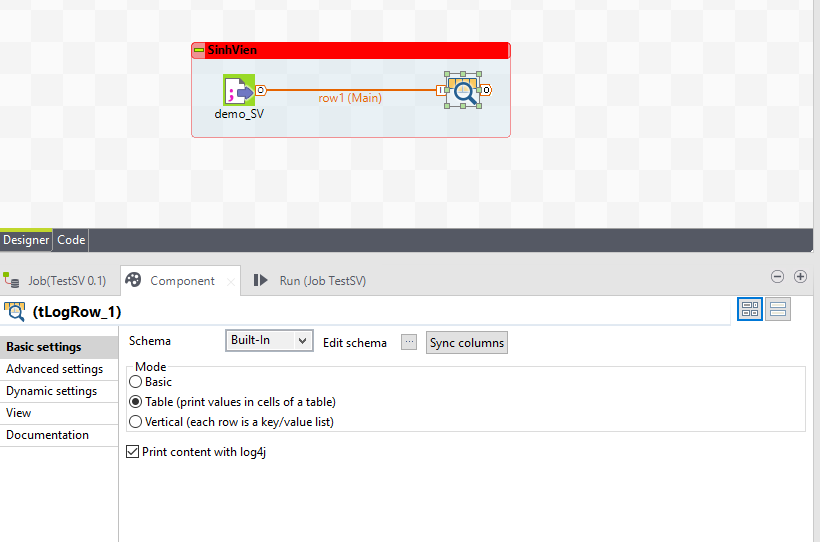 SinhVien
; O I O
row1 (Main)
demo_SV
Designer Code
Job(TestSV 0.1) Component Run (Job TestSV)
(tLogRow_1)
Basic settings
Advanced settings
Dynamic settings
View
Documentation
Schema Built-In Edit schema ... Sync columns
Mode
Basic
Table (print values in cells of a table)
Vertical (each row is a key/value list)
Print content with log4j